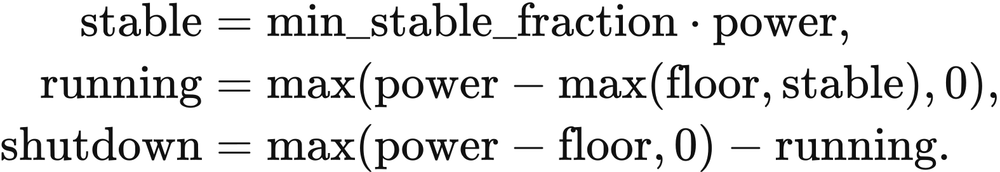 stable = min_stable_fraction · power,
running = max(power − max(floor, stable), 0),
shutdown = max(power − floor, 0) − running.